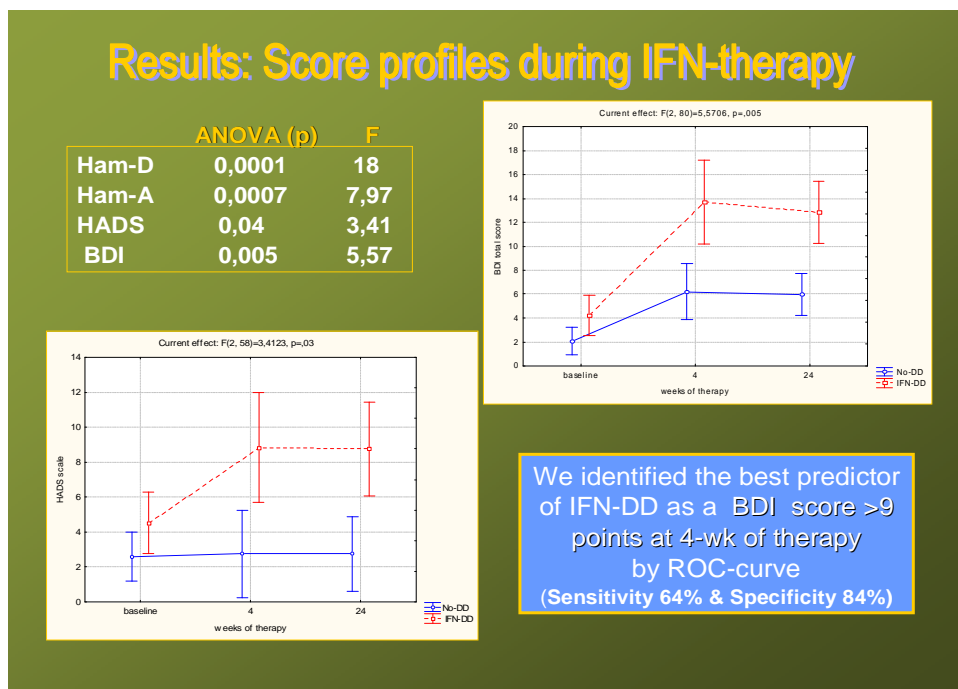 Results: Score profiles during IFN-therapy
ANOVA (p) F
Ham-D 0,0001 18
Ham-A 0,0007 7,97
HADS 0,04 3,41
BDI 0,005 5,57
Current effect: F(2, 80)=5,5706, p=,005
20
18
16
14
12
10
8
6
4
2
0
BDI total score
baseline 4 24
weeks of therapy
No-DD
IFN-DD
Current effect: F(2, 58)=3,4123, p=,03
14
12
10
8
6
4
2
0
HADS scale
baseline 4 24
weeks of therapy
No-DD
IFN-DD
We identified the best predictor
of IFN-DD as a BDI score >9
points at 4-wk of therapy
by ROC-curve
(Sensitivity 64% & Specificity 84%)